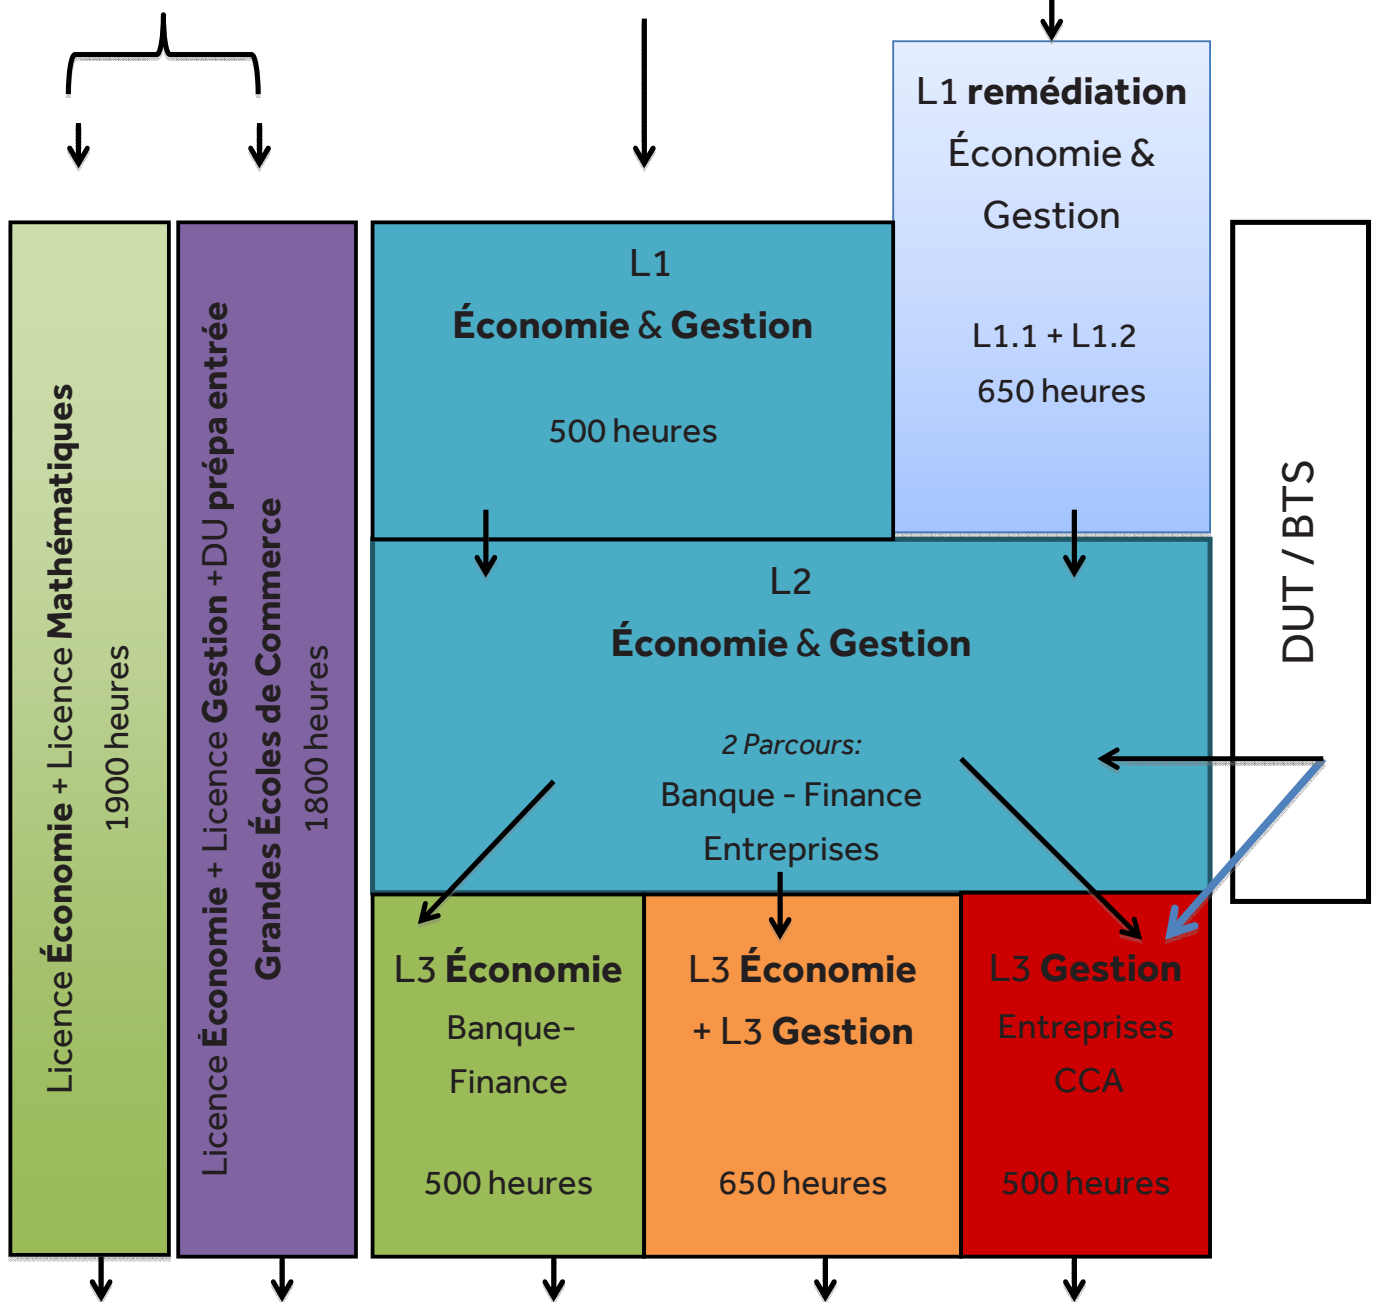 L1 remédiation
Économie &
Gestion
L1.1 + L1.2
650 heures
L1
Économie & Gestion
500 heures
Licence Économie + Licence Mathématiques
1900 heures
Licence Économie + Licence Gestion +DU prépa entrée
Grandes Écoles de Commerce
1800 heures
L2
Économie & Gestion
2 Parcours:
Banque - Finance
Entreprises
DUT / BTS
L3 Économie
Banque-
Finance
500 heures
L3 Économie
+ L3 Gestion
650 heures
L3 Gestion
Entreprises
CCA
500 heures